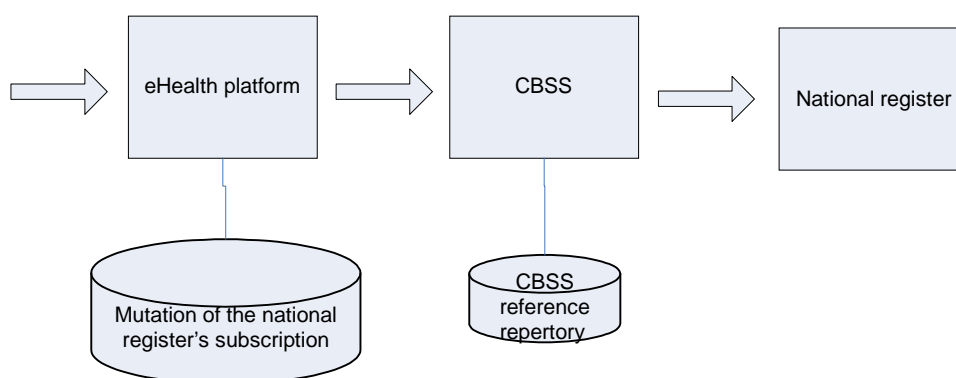 eHealth platform
CBSS
National register
Mutation of the national
register's subscription
CBSS
reference
repertory